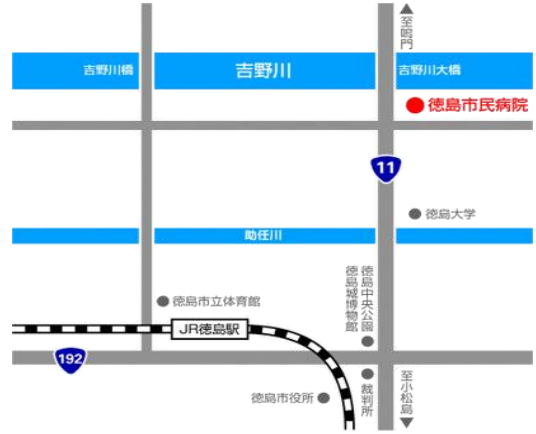 至鳴門
吉野川橋
吉野川
吉野川大橋
徳島市民病院
11
徳島大学
助任川
徳島中央公園
徳島城博物館
徳島市立体育館
JR徳島駅
192
徳島市役所
裁判所
至小松島